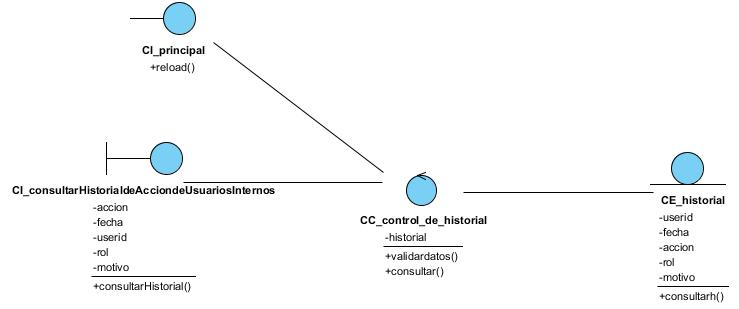 CI_principal
+reload()
CI_consultarHistorialdeAcciondeUsuariosInternos
-accion
-fecha
-userid
-rol
-motivo
+consultarHistorial()
CC_control_de_historial
-historial
+validardatos()
+consultar()
CE_historial
-userid
-fecha
-accion
-rol
-motivo
+consultarh()